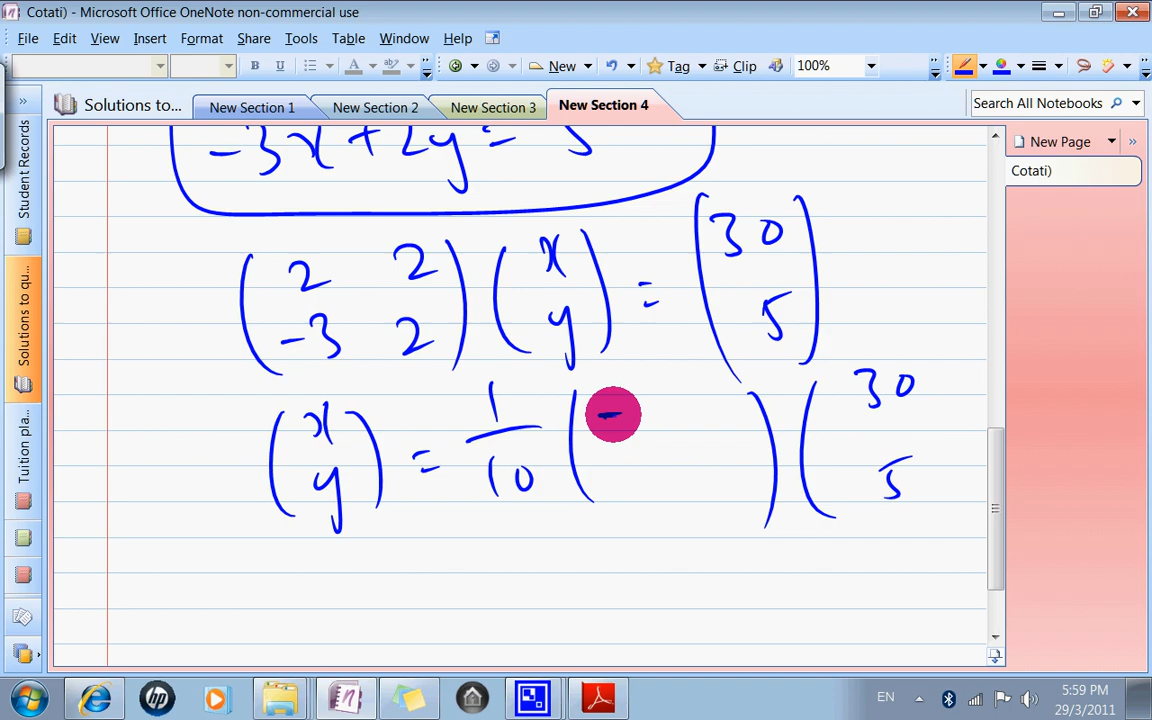 Cotati) - Microsoft OneNote non-commercial use
File Edit View Insert Format Share Tools Table Window Help
B U A ab New Tag Clip 100%
Solutions to... New Section 1 New Section 2 New Section 3 New Section 4 Search All Notebooks
New Page
Cotati)
Student Records
Solutions to qu...
Tuition pla...
-3x + 2y = 5
( 2 2 ) ( x ) = ( 30 )
( -3 2 ) ( y ) ( 5 )
( x ) = 1/10 ( - ) ( 30
( y ) ( ) ( 5
EN 5:59 PM
29/3/2011